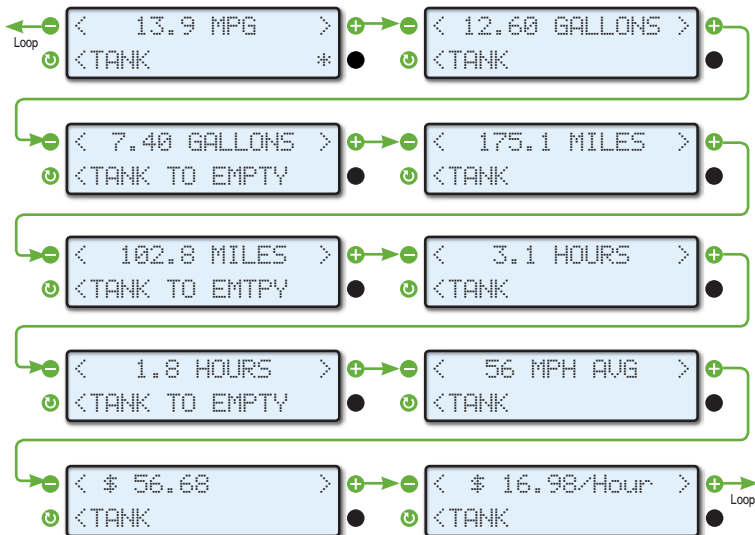 < 13.9 MPG >
<TANK *
Loop
< 12.60 GALLONS >
<TANK
< 7.40 GALLONS >
<TANK TO EMPTY
< 175.1 MILES >
<TANK
< 102.8 MILES >
<TANK TO EMTPY
< 3.1 HOURS >
<TANK
< 1.8 HOURS >
<TANK TO EMPTY
< 56 MPH AVG >
<TANK
< $ 56.68 >
<TANK
< $ 16.98/Hour >
<TANK
Loop